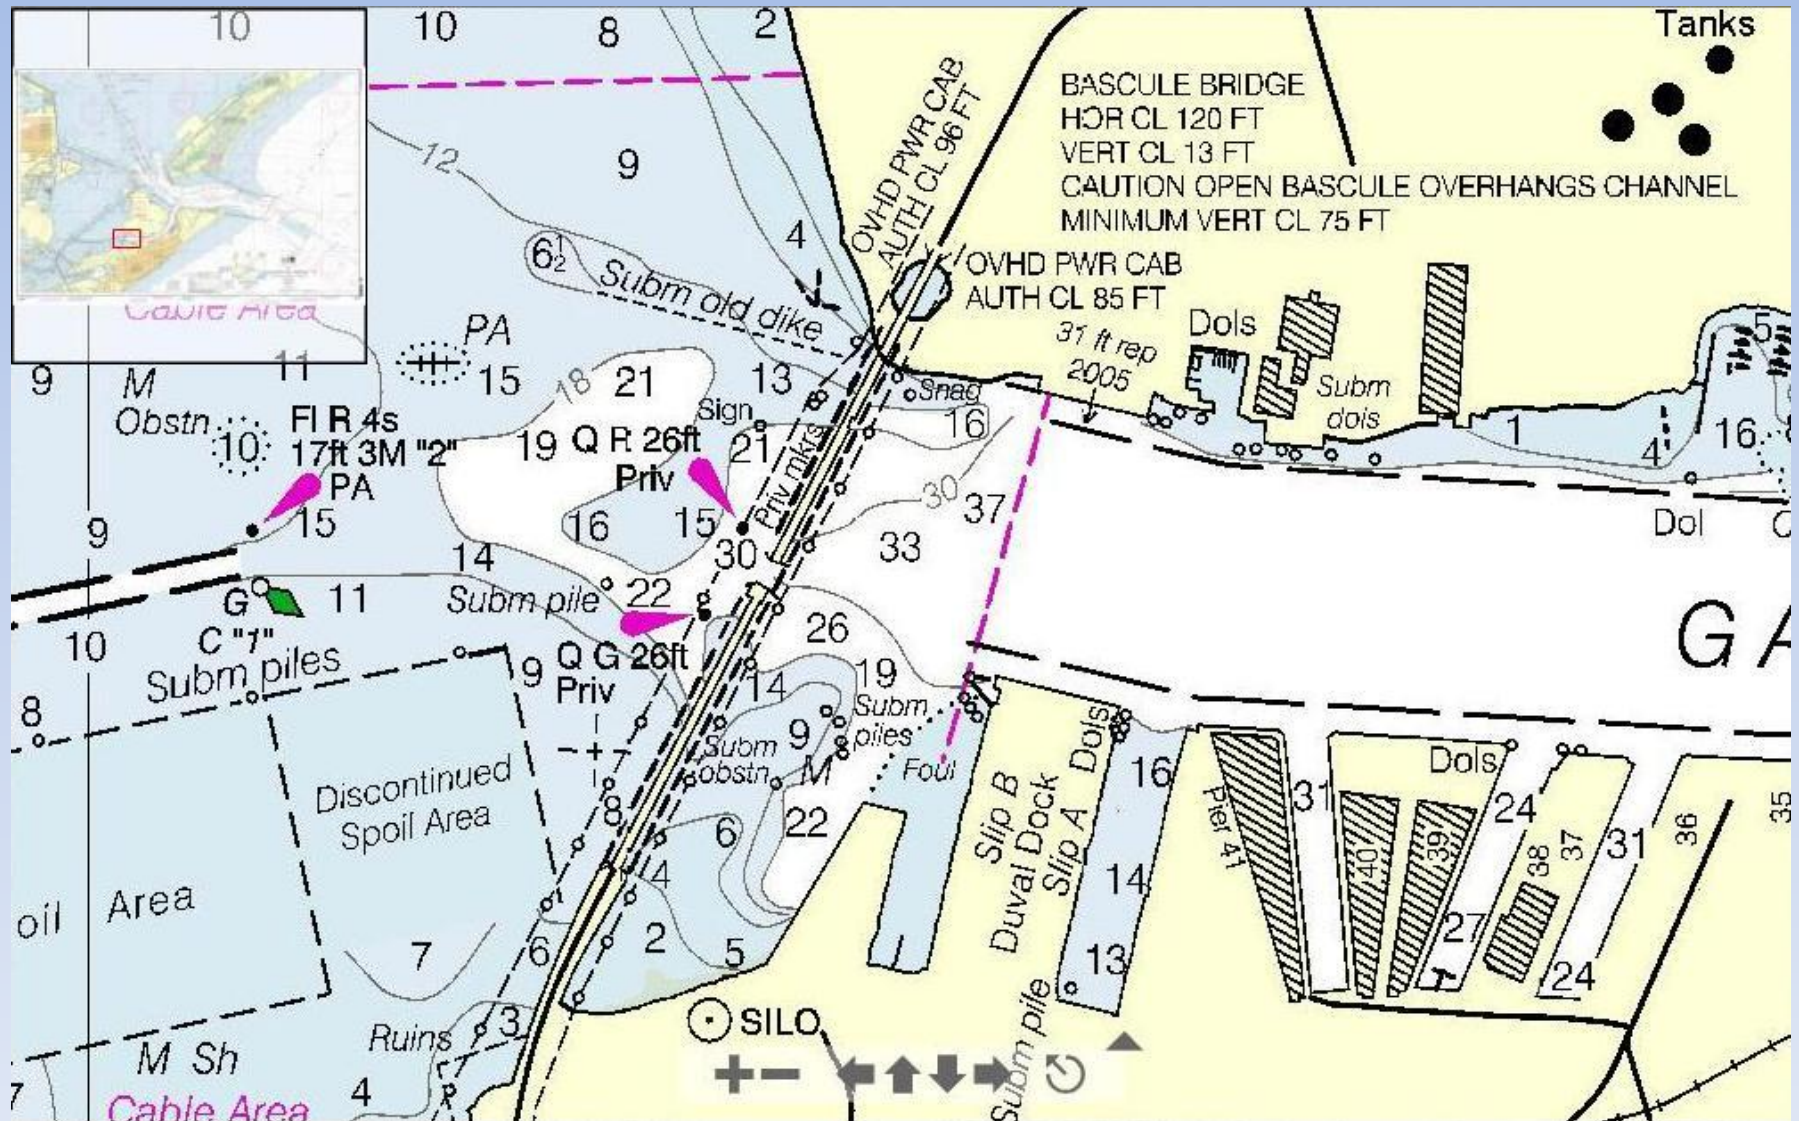 10
10
8
2
Tanks
BASCULE BRIDGE
HOR CL 120 FT
VERT CL 13 FT
CAUTION OPEN BASCULE OVERHANGS CHANNEL
MINIMUM VERT CL 75 FT
OVHD PWR CAB
AUTH CL 96 FT
12
9
4
6 1/2
Subm old dike
OVHD PWR CAB
AUTH CL 85 FT
31 ft rep
2005
Dols
5
Cable Area
PA
11
15
9
M
Obstn
10
Fl R 4s
17ft 3M "2"
PA
18
21
13
Sign
Snag
16
Subm
dols
1
4
16
19
Q R 26ft
Priv
21
Priv mkrs
30
37
9
15
16
15
14
30
33
Dol
G
C "1"
11
Subm pile
22
26
GA
10
Subm piles
9
Q G 26ft
Priv
14
19
Subm
piles
8
9
Subm
obstn
M
Foul
Dols
Slip B
Duval Dock
Slip A
16
Dols
7
8
Discontinued
Spoil Area
6
22
Pier 41
31
40
39
24
38
37
31
36
35
oil Area
4
14
27
7
6
2
5
13
24
Ruins
3
SILO
Subm pile
M Sh
7
4
Cable Area